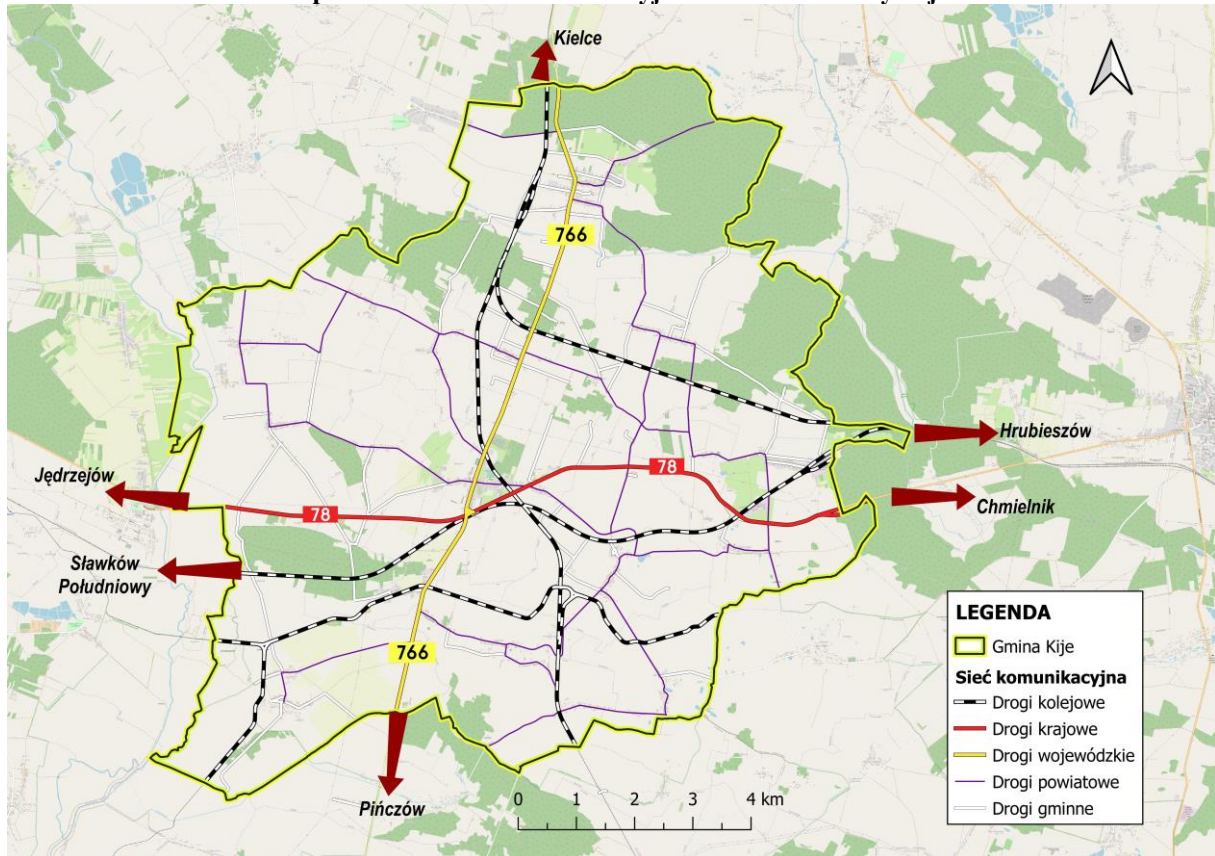 Kielce
766
Hrubieszów
Jędrzejów
78
78
Chmielnik
Sławków
Południowy
766
Pińczów
0 1 2 4 km
LEGENDA
Gmina Kije
Sieć komunikacyjna
Drogi kolejowe
Drogi krajowe
Drogi wojewódzkie
Drogi powiatowe
Drogi gminne